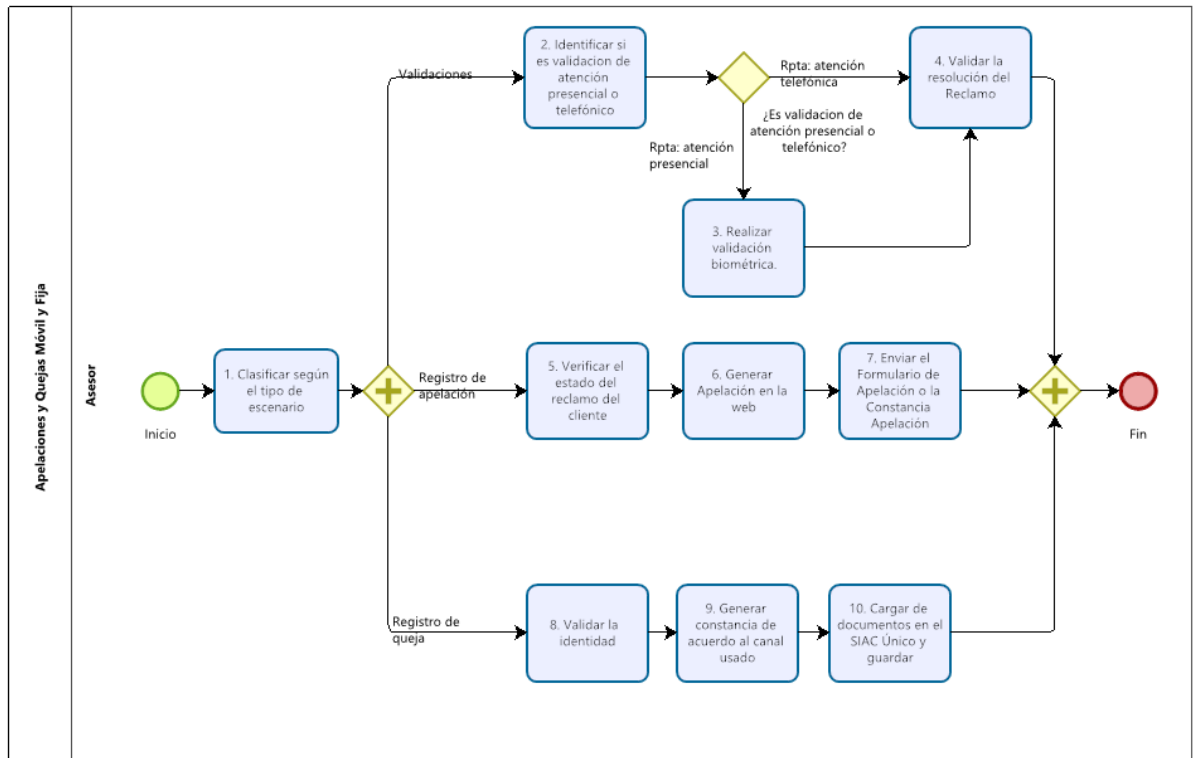 Apelaciones y Quejas Móvil y Fija
Asesor
Inicio
1. Clasificar según
el tipo de
escenario
Validaciones
2. Identificar si
es validacion de
atención
presencial o
telefónico
Rpta: atención
telefónica
¿Es validacion de
atención presencial o
telefónico?
Rpta: atención
presencial
3. Realizar
validación
biométrica.
4. Validar la
resolución del
Reclamo
Registro de
apelación
5. Verificar el
estado del
reclamo del
cliente
6. Generar
Apelación en la
web
7. Enviar el
Formulario de
Apelación o la
Constancia
Apelación
Fin
Registro de
queja
8. Validar la
identidad
9. Generar
constancia de
acuerdo al canal
usado
10. Cargar de
documentos en el
SIAC Único y
guardar